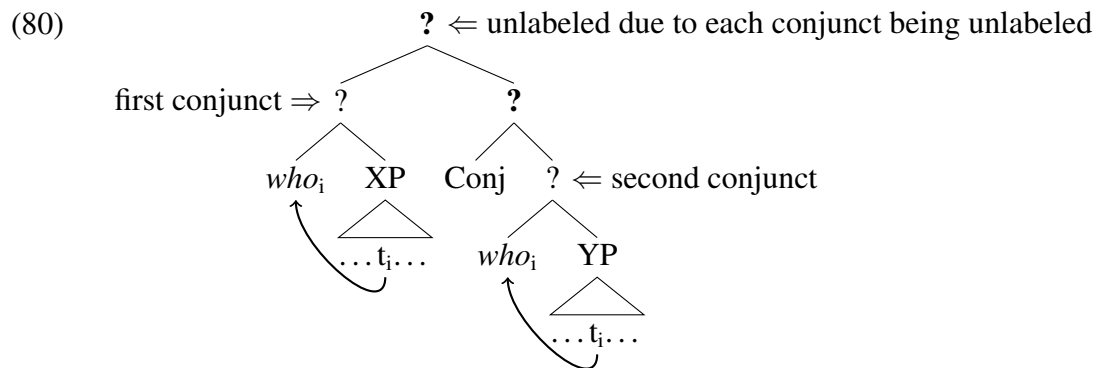 (80)
? ⇐ unlabeled due to each conjunct being unlabeled
first conjunct ⇒ ? ?
who_i XP Conj ? ⇐ second conjunct
…t_i… who_i YP
…t_i…